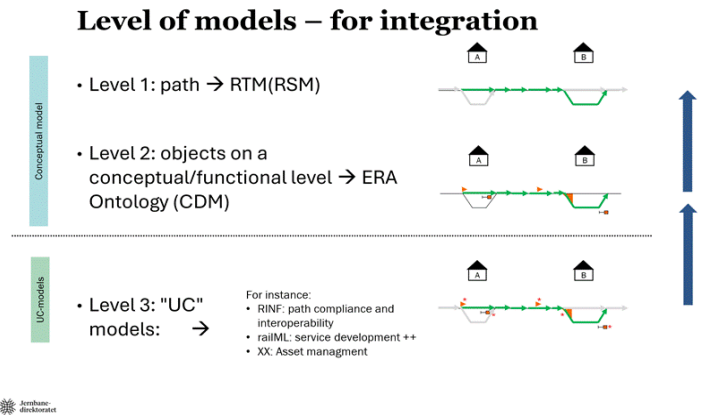 Level of models – for integration
Conceptual model
• Level 1: path → RTM(RSM)
A
B
• Level 2: objects on a
conceptual/functional level → ERA
Ontology (CDM)
A
B
UC-models
• Level 3: "UC"
models: →
For instance:
• RINF: path compliance and
interoperability
• railML: service development ++
• XX: Asset managment
A
B
* * * * *
Jernbane-
direktoratet